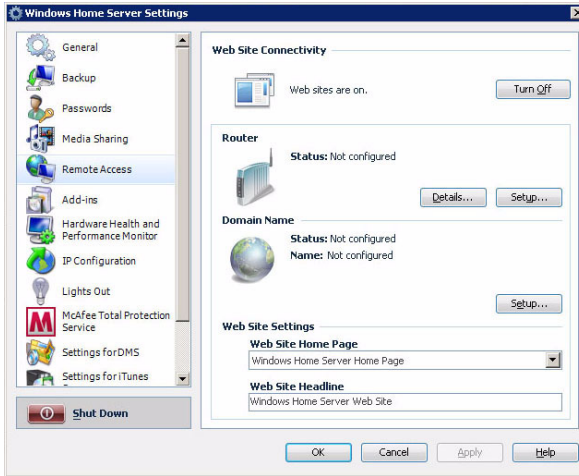 Windows Home Server Settings
General
Backup
Passwords
Media Sharing
Remote Access
Add-ins
Hardware Health and
Performance Monitor
IP Configuration
Lights Out
McAfee Total Protection
Service
Settings for DMS
Settings for iTunes
Shut Down
Web Site Connectivity
Web sites are on.
Turn Off
Router
Status: Not configured
Details...
Setup...
Domain Name
Status: Not configured
Name: Not configured
Setup...
Web Site Settings
Web Site Home Page
Windows Home Server Home Page
Web Site Headline
Windows Home Server Web Site
OK
Cancel
Apply
Help